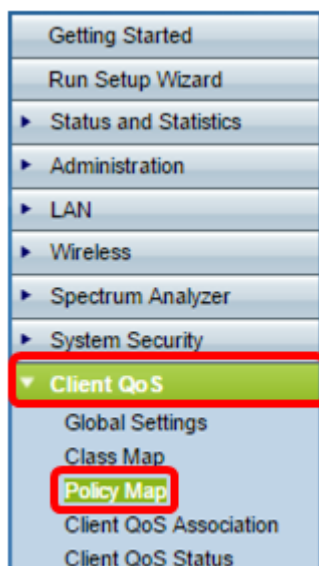 Getting Started
Run Setup Wizard
Status and Statistics
Administration
LAN
Wireless
Spectrum Analyzer
System Security
Client QoS
Global Settings
Class Map
Policy Map
Client QoS Association
Client QoS Status